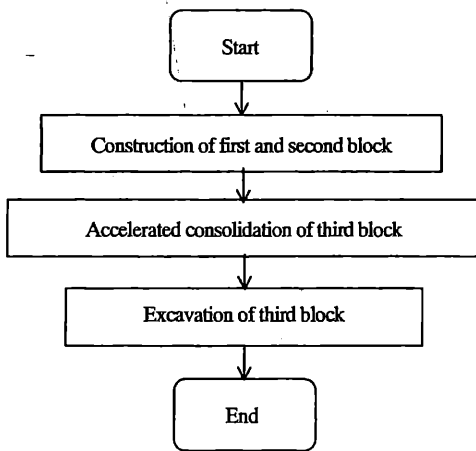 Start
Construction of first and second block
Accelerated consolidation of third block
Excavation of third block
End